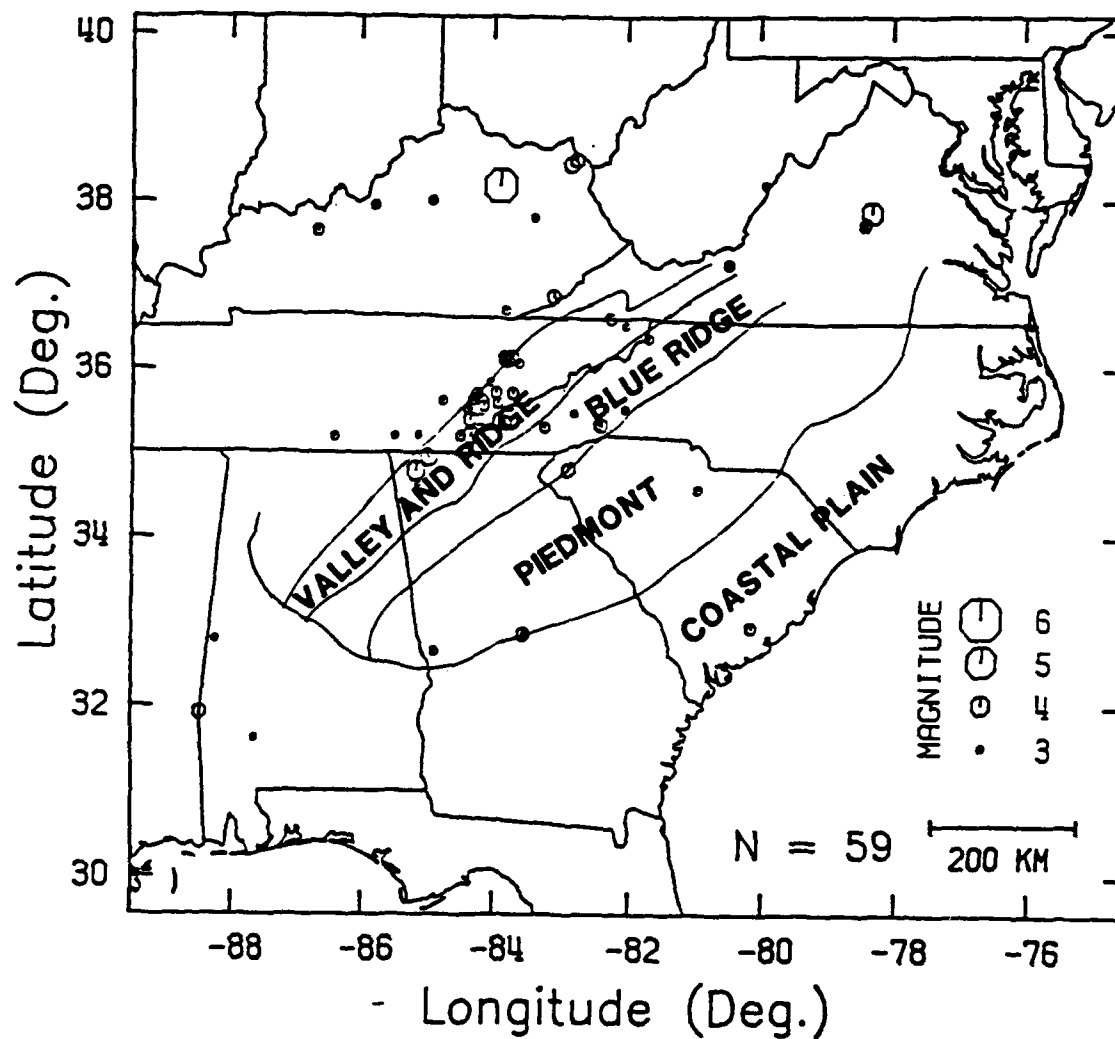 40
38
36
34
32
30
Latitude (Deg.)
VALLEY AND RIDGE
BLUE RIDGE
PIEDMONT
COASTAL PLAIN
MAGNITUDE
6
5
4
3
N = 59
200 KM
-88
-86
-84
-82
-80
-78
-76
- Longitude (Deg.)